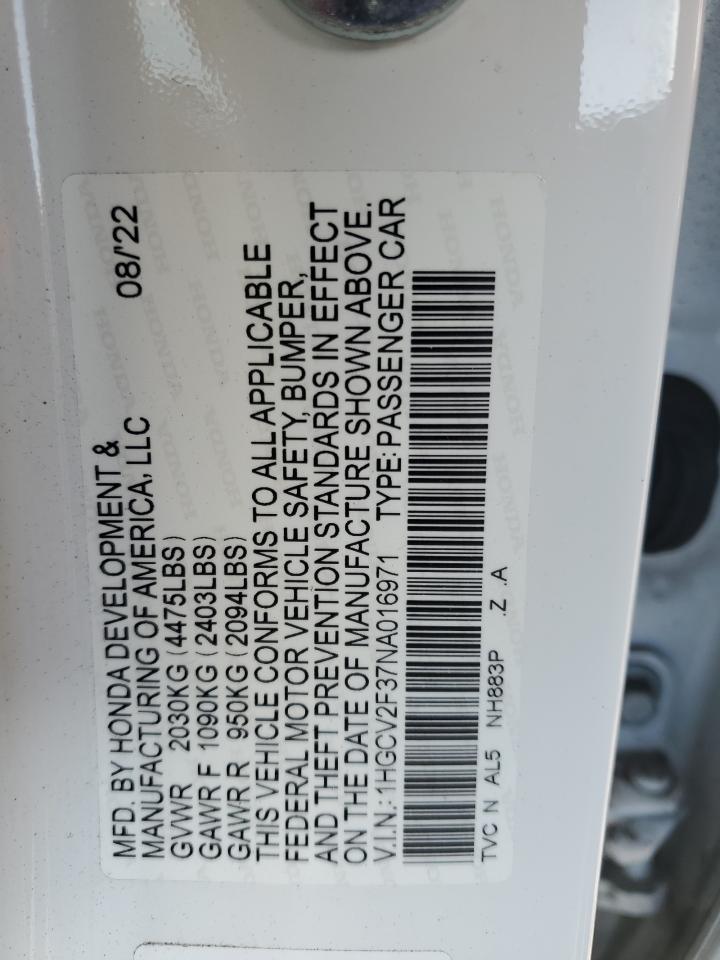 MFD. BY HONDA DEVELOPMENT &
MANUFACTURING OF AMERICA, LLC 08/'22
GVWR 2030KG (4475LBS)
GAWR F 1090KG (2403LBS)
GAWR R 950KG (2094LBS)
THIS VEHICLE CONFORMS TO ALL APPLICABLE
FEDERAL MOTOR VEHICLE SAFETY, BUMPER,
AND THEFT PREVENTION STANDARDS IN EFFECT
ON THE DATE OF MANUFACTURE SHOWN ABOVE.
V.I.N.: 1HGCV2F37NA016971 TYPE: PASSENGER CAR
TVC N AL5 NH883P .Z .A